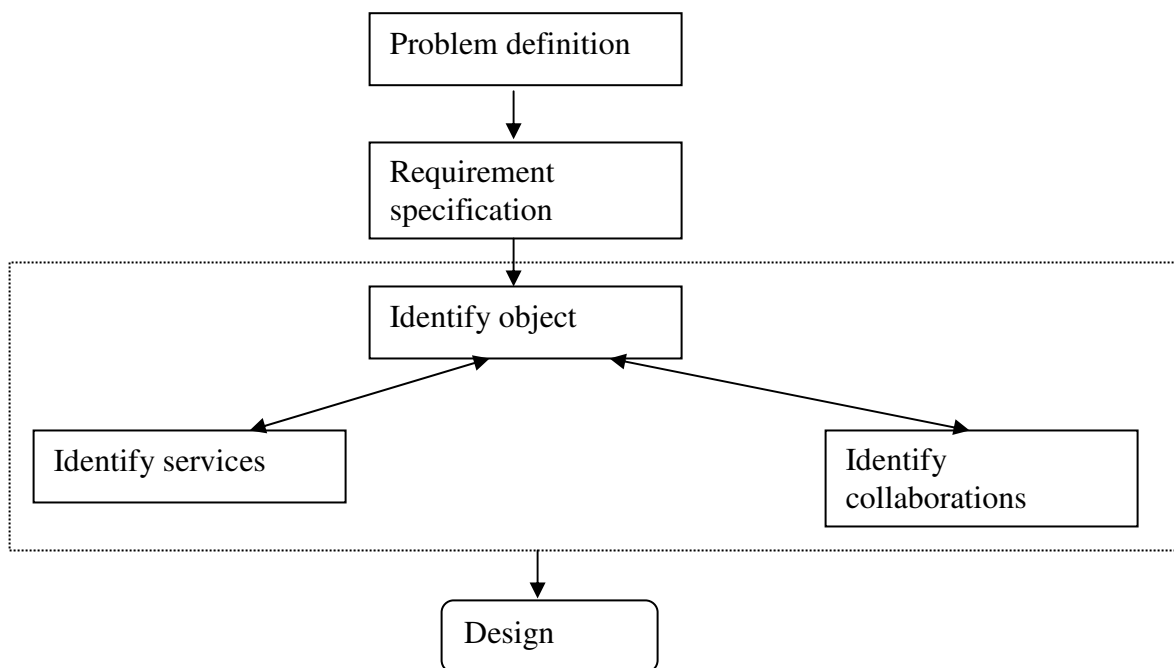 Problem definition
Requirement
specification
Identify object
Identify services
Identify
collaborations
Design